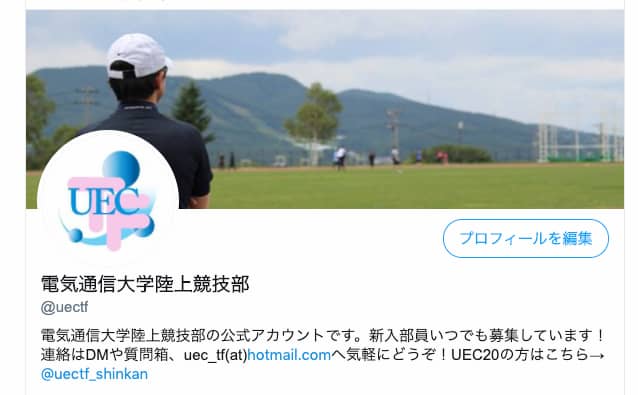 UEC
TF
プロフィールを編集
電気通信大学陸上競技部
@uectf
電気通信大学陸上競技部の公式アカウントです。新入部員いつでも募集しています！
連絡はDMや質問箱、uec_tf(at)hotmail.comへ気軽にどうぞ！UEC20の方はこちら→
@uectf_shinkan